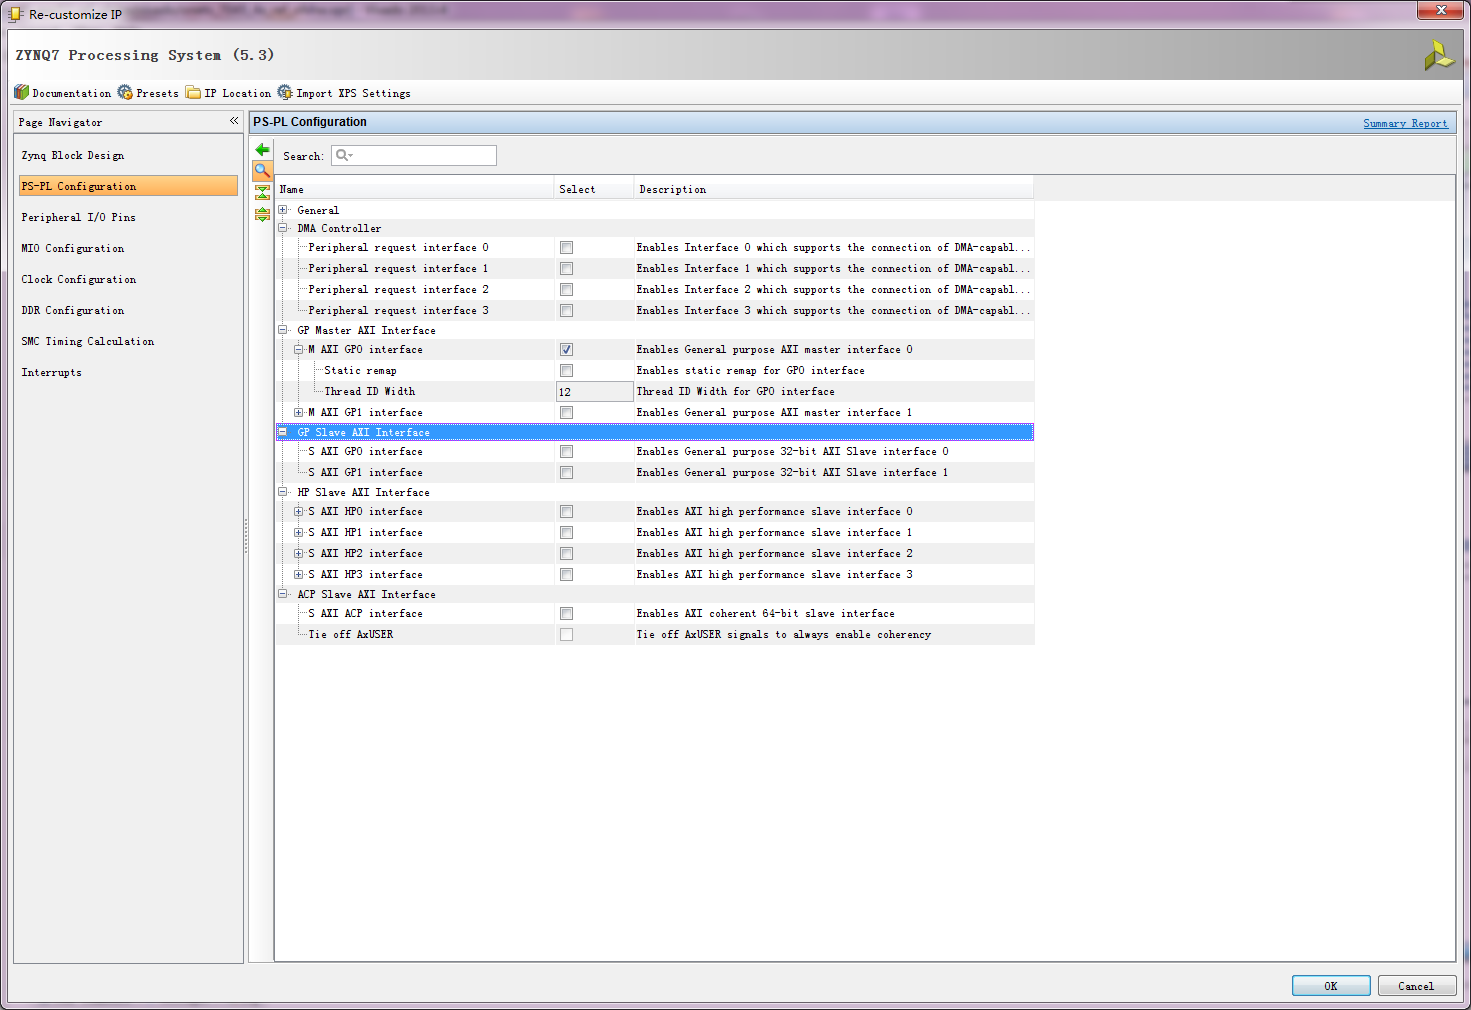 Re-customize IP
ZYNQ7 Processing System (5.3)
Documentation Presets IP Location Import XPS Settings
Page Navigator «
Zynq Block Design
PS-PL Configuration
Peripheral I/O Pins
MIO Configuration
Clock Configuration
DDR Configuration
SMC Timing Calculation
Interrupts
PS-PL Configuration Summary Report
Search:
Name Select Description
General
DMA Controller
Peripheral request interface 0 Enables Interface 0 which supports the connection of DMA-capabl...
Peripheral request interface 1 Enables Interface 1 which supports the connection of DMA-capabl...
Peripheral request interface 2 Enables Interface 2 which supports the connection of DMA-capabl...
Peripheral request interface 3 Enables Interface 3 which supports the connection of DMA-capabl...
GP Master AXI Interface
M AXI GP0 interface Enables General purpose AXI master interface 0
Static remap Enables static remap for GP0 interface
Thread ID Width 12 Thread ID Width for GP0 interface
M AXI GP1 interface Enables General purpose AXI master interface 1
GP Slave AXI Interface
S AXI GP0 interface Enables General purpose 32-bit AXI Slave interface 0
S AXI GP1 interface Enables General purpose 32-bit AXI Slave interface 1
HP Slave AXI Interface
S AXI HP0 interface Enables AXI high performance slave interface 0
S AXI HP1 interface Enables AXI high performance slave interface 1
S AXI HP2 interface Enables AXI high performance slave interface 2
S AXI HP3 interface Enables AXI high performance slave interface 3
ACP Slave AXI Interface
S AXI ACP interface Enables AXI coherent 64-bit slave interface
Tie off AxUSER Tie off AxUSER signals to always enable coherency
OK Cancel